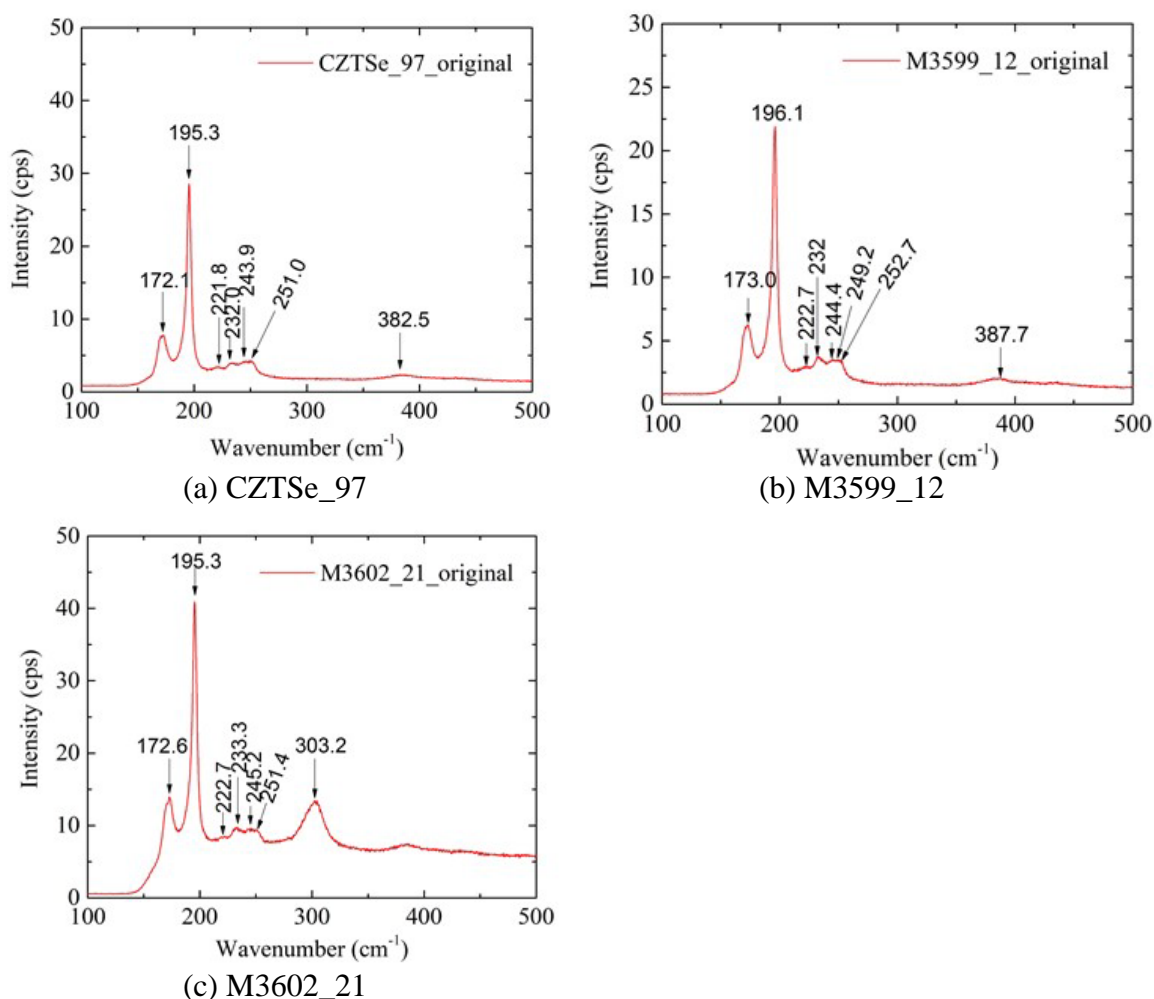 50
40
30
20
10
0
Intensity (cps)
CZTSe_97_original
195.3
172.1
221.8
232.0
243.9
251.0
382.5
100 200 300 400 500
Wavenumber (cm-1)
(a) CZTSe_97
30
25
20
15
10
5
0
Intensity (cps)
M3599_12_original
196.1
173.0
222.7
232
244.4
249.2
252.7
387.7
100 200 300 400 500
Wavenumber (cm-1)
(b) M3599_12
50
40
30
20
10
0
Intensity (cps)
M3602_21_original
195.3
172.6
222.7
233.3
245.2
251.4
303.2
100 200 300 400 500
Wavenumber (cm-1)
(c) M3602_21